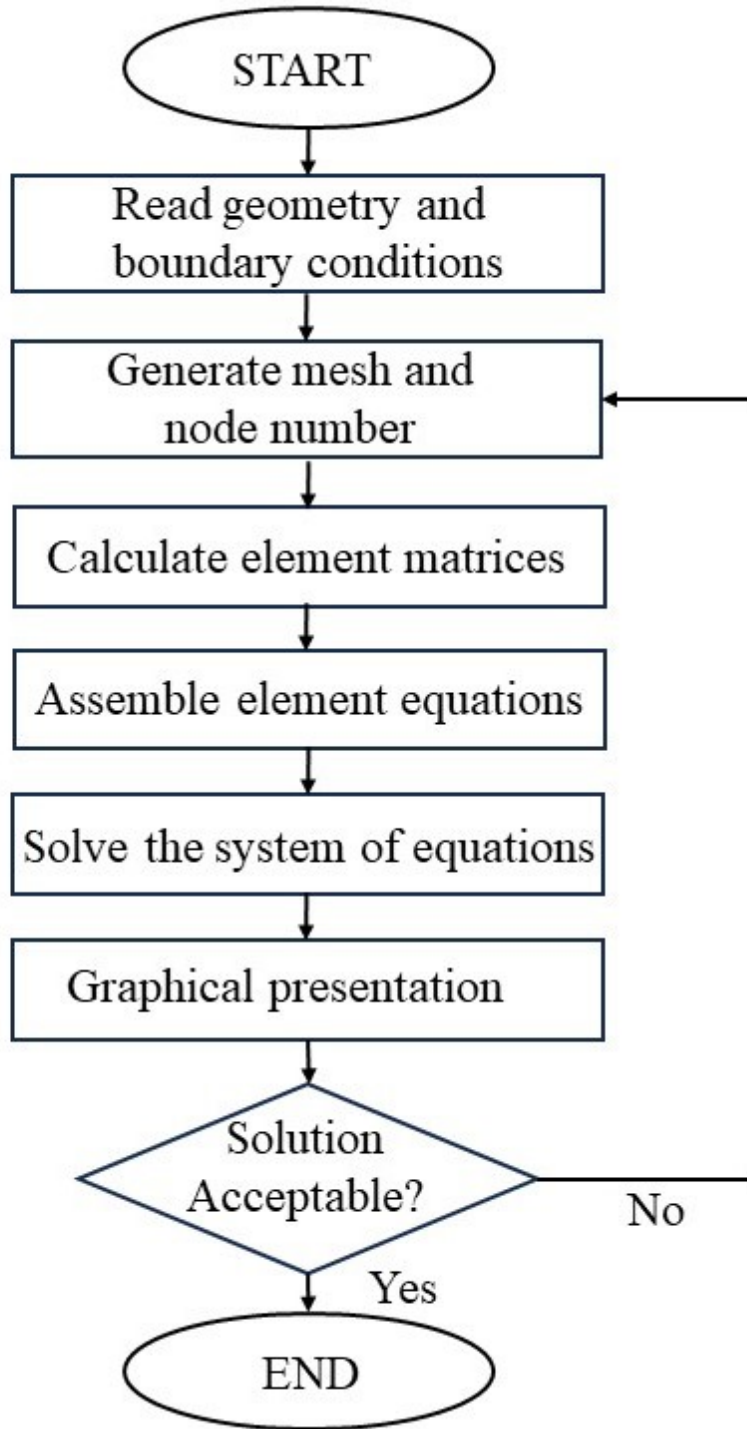 START
Read geometry and
boundary conditions
Generate mesh and
node number
Calculate element matrices
Assemble element equations
Solve the system of equations
Graphical presentation
Solution
Acceptable?
No
Yes
END